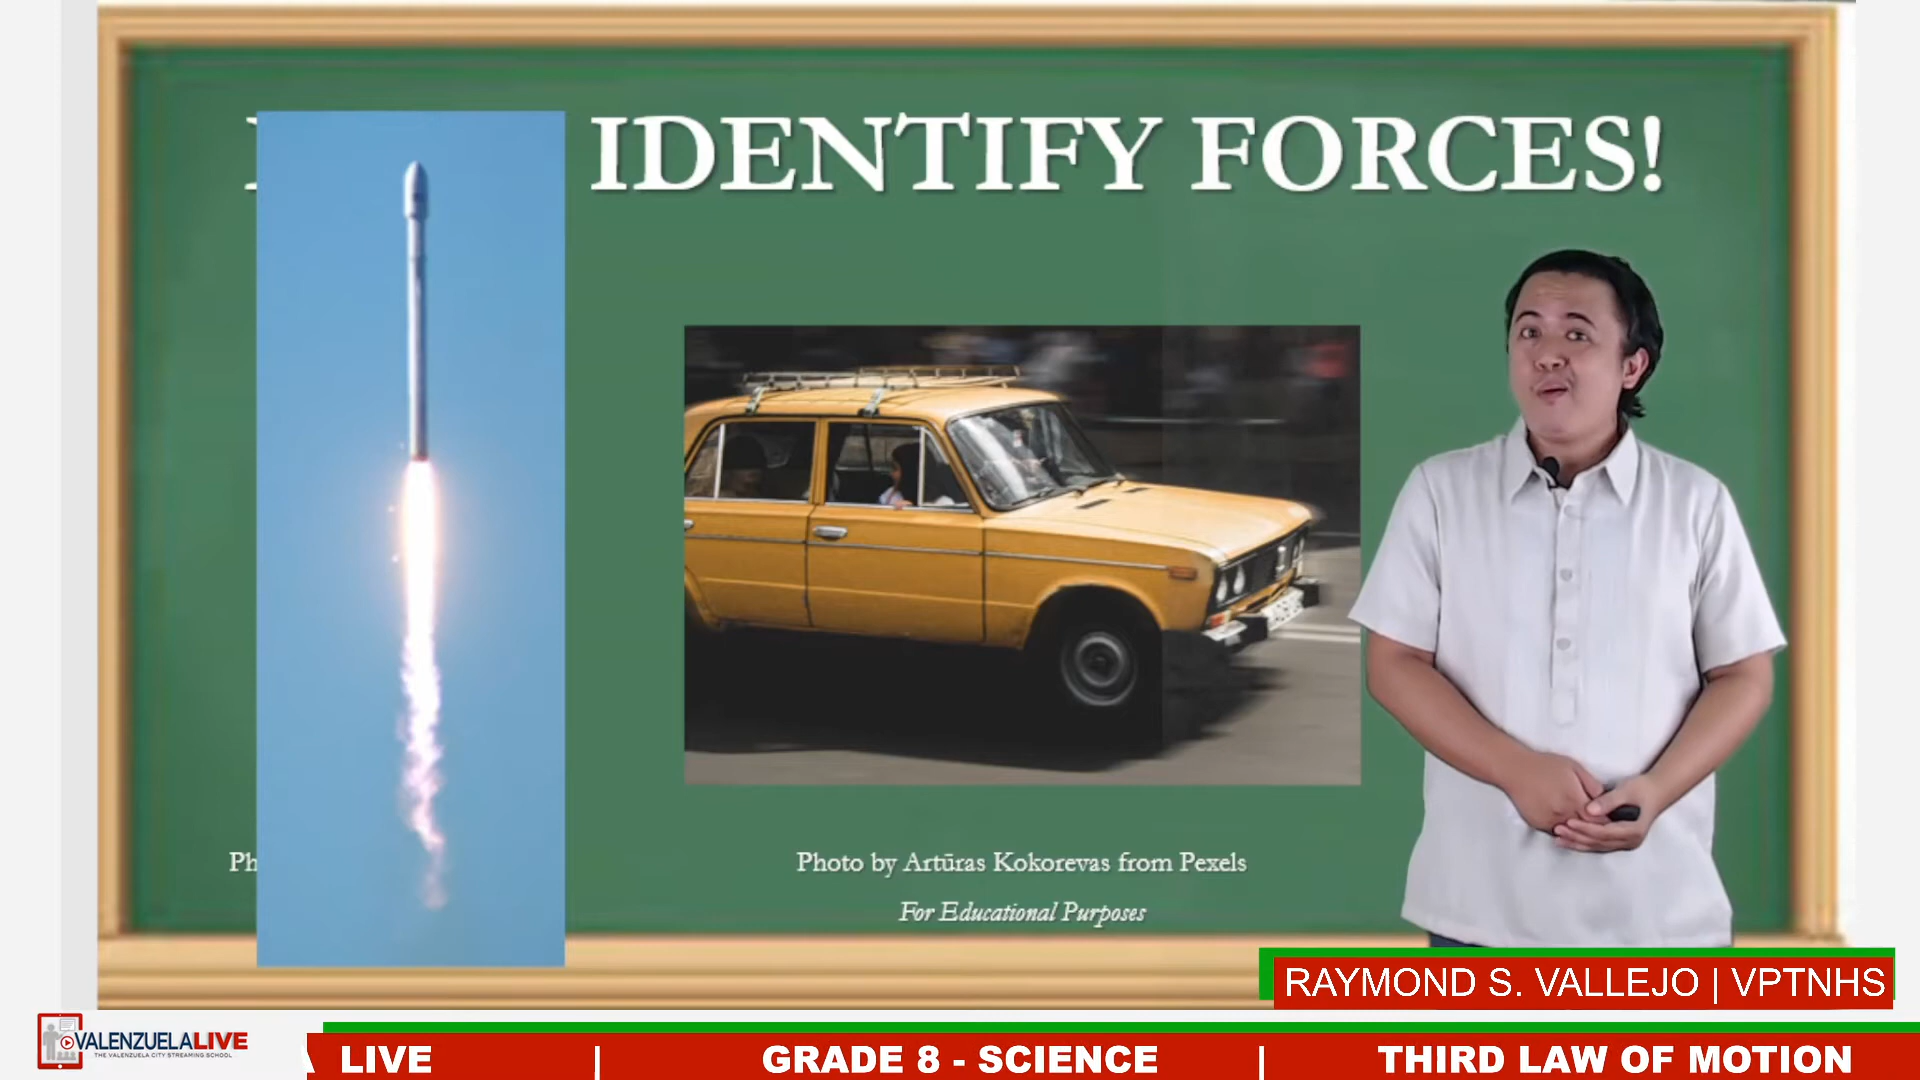 IDENTIFY FORCES!
Photo by Artūras Kokorevas from Pexels
For Educational Purposes
RAYMOND S. VALLEJO | VPTNHS
VALENZUELALIVE
THE VALENZUELA CITY STREAMING SCHOOL
LIVE | GRADE 8 - SCIENCE | THIRD LAW OF MOTION